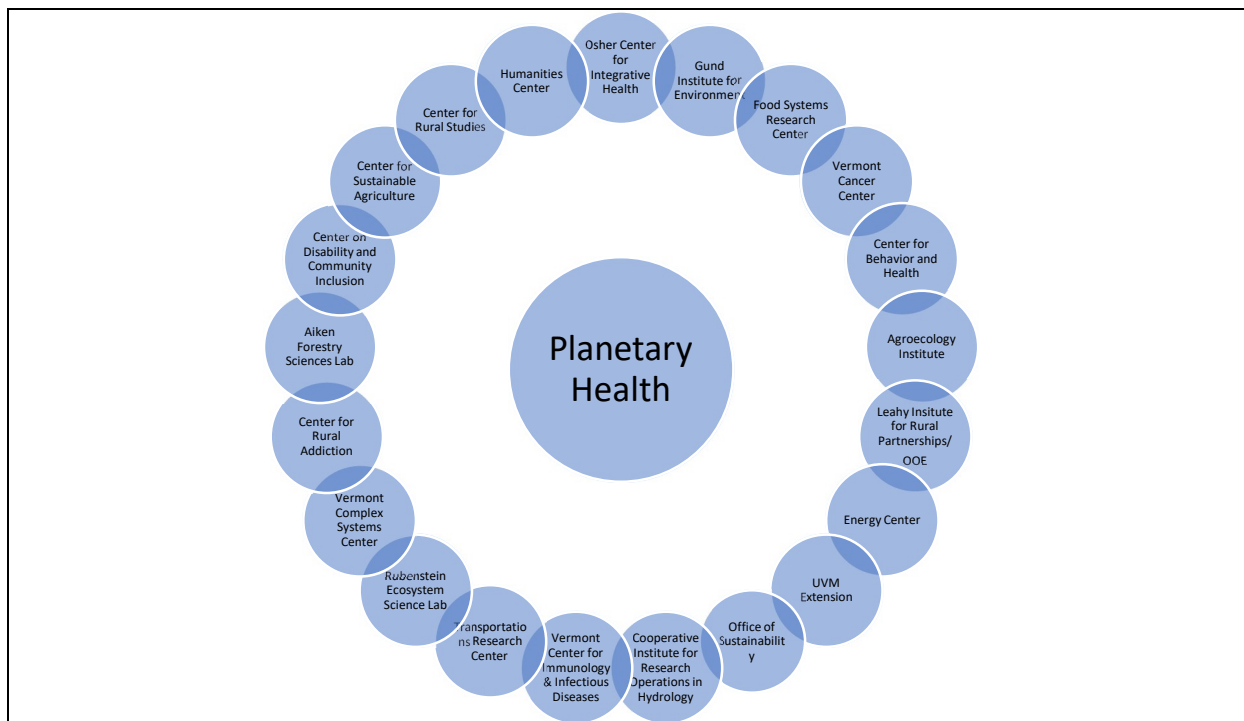 Osher Center
for
Integrative
Health
Gund
Institute for
Environment
Food Systems
Research
Center
Vermont
Cancer
Center
Center for
Behavior and
Health
Agroecology
Institute
Leahy Insitute
for Rural
Partnerships/
OOE
Energy Center
UVM
Extension
Office of
Sustainabilit
y
Cooperative
Institute for
Research
Operations in
Hydrology
Vermont
Center for
Immunology
& Infectious
Diseases
Transportatio
ns Research
Center
Rubenstein
Ecosystem
Science Lab
Vermont
Complex
Systems
Center
Center for
Rural
Addiction
Aiken
Forestry
Sciences Lab
Center on
Disability and
Community
Inclusion
Center for
Sustainable
Agriculture
Center for
Rural Studies
Humanities
Center
Planetary
Health